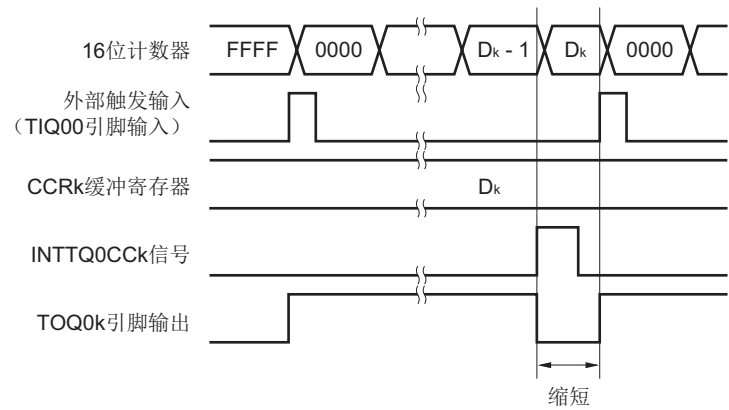 16位计数器 FFFF 0000 Dk - 1 Dk 0000
外部触发输入
（TIQ00引脚输入）
CCRk缓冲寄存器 Dk
INTTQ0CCk信号
TOQ0k引脚输出
缩短